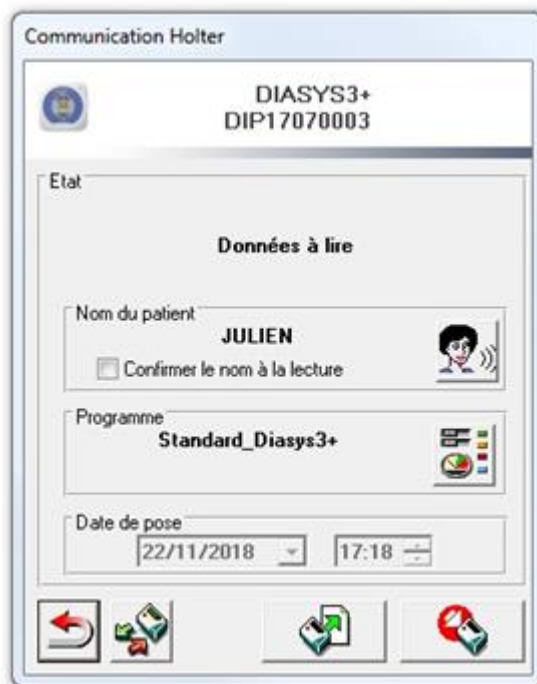 Communication Holter
DIASYS3+
DIP17070003
Etat
Données à lire
Nom du patient
JULIEN
Confirmer le nom à la lecture
Programme
Standard_Diasys3+
Date de pose
22/11/2018 17:18